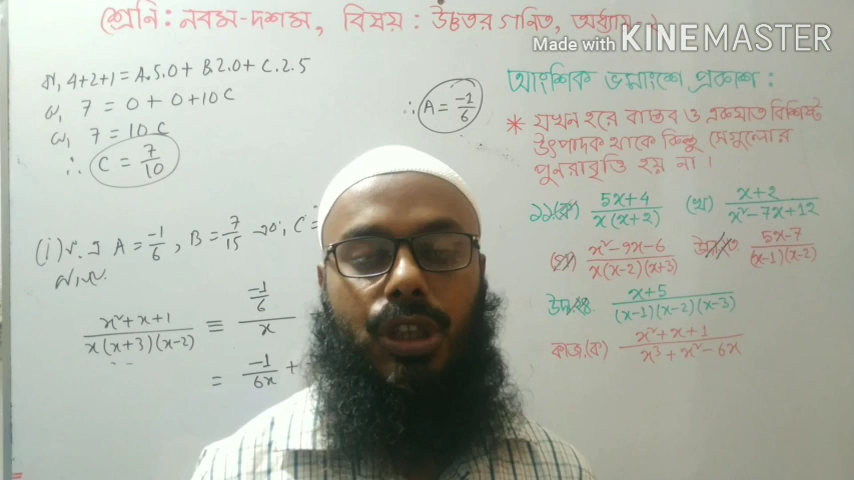 শ্রেণি : নবম-দশম, বিষয় : উচ্চতর গণিত, অধ্যায়-২
Made with KINEMASTER
বা, 4+2+1 = A.5.0 + B.2.0 + C.2.5
বা, 7 = 0 + 0 + 10C
বা, 7 = 10C
∴ C = 7/10
∴ A = -1/6
(i) নং এ A = -1/6, B = 7/15 এবং C =
x²+x+1 / x(x+3)(x-2) ≡ -1/6 / x
= -1/6x +
আংশিক ভগ্নাংশে প্রকাশ :
* যখন হরে বাস্তব ও একঘাত বিশিষ্ট
উৎপাদক থাকে কিন্তু সেগুলোর
পুনরাবৃত্তি হয় না।
১১.(ক) 5x+4 / x(x+2) (খ) x+2 / x²-7x+12
(গ) x²-9x-6 / x(x-2)(x+3) 5x-7 / (x-1)(x-2)
x+5 / (x-1)(x-2)(x-3)
কাজ.(ক) x²+x+1 / x³+x²-6x